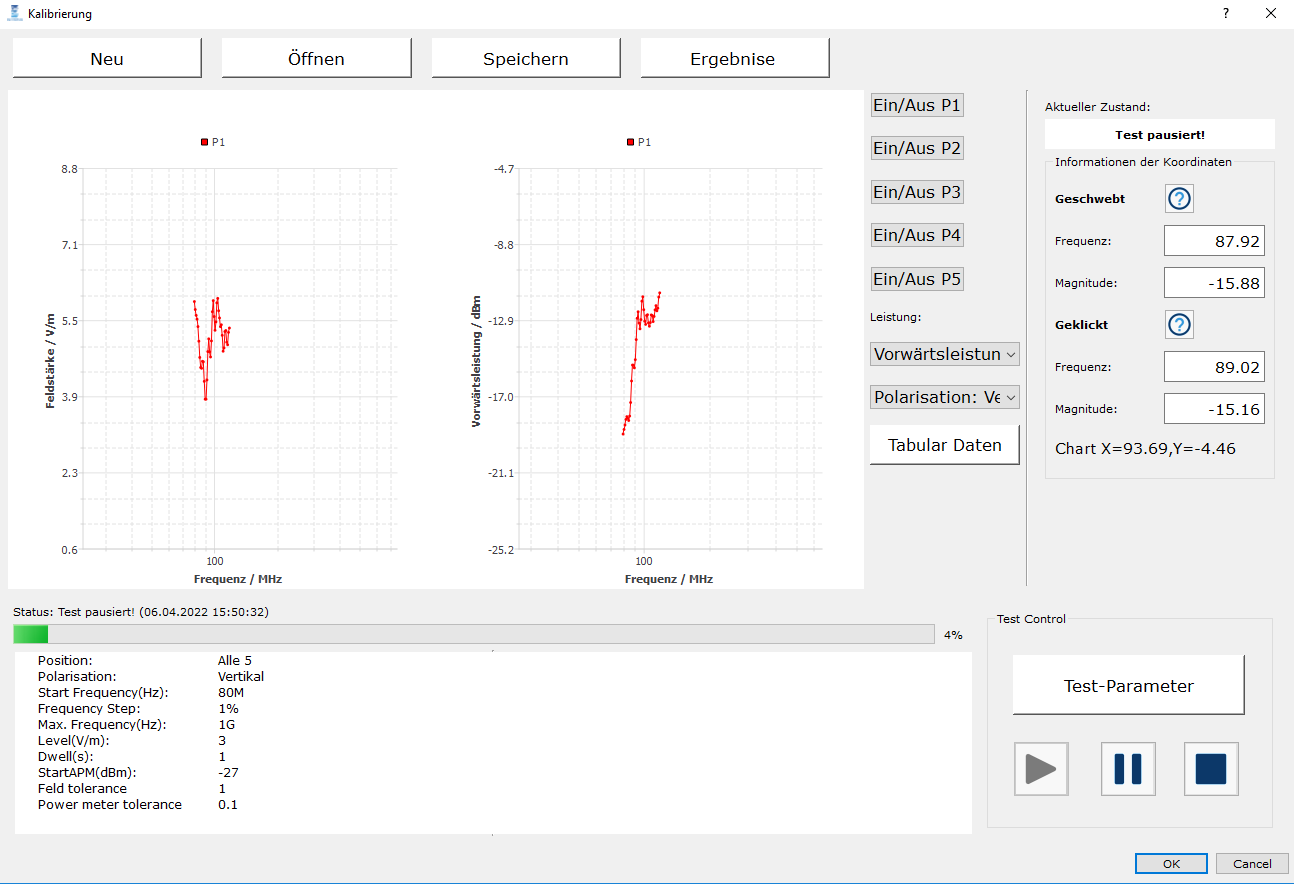 Kalibrierung
?
Neu
Öffnen
Speichern
Ergebnise
P1
8.8
7.1
5.5
3.9
2.3
0.6
Feldstärke / V/m
100
Frequenz / MHz
P1
-4.7
-8.8
-12.9
-17.0
-21.1
-25.2
Vorwärtsleistung / dBm
100
Frequenz / MHz
Ein/Aus P1
Ein/Aus P2
Ein/Aus P3
Ein/Aus P4
Ein/Aus P5
Leistung:
Vorwärtsleistun
Polarisation: Ve
Tabular Daten
Aktueller Zustand:
Test pausiert!
Informationen der Koordinaten
Geschwebt ?
Frequenz: 87.92
Magnitude: -15.88
Geklickt ?
Frequenz: 89.02
Magnitude: -15.16
Chart X=93.69,Y=-4.46
Status: Test pausiert! (06.04.2022 15:50:32)
4%
Position: Alle 5
Polarisation: Vertikal
Start Frequency(Hz): 80M
Frequency Step: 1%
Max. Frequency(Hz): 1G
Level(V/m): 3
Dwell(s): 1
StartAPM(dBm): -27
Feld tolerance 1
Power meter tolerance 0.1
Test Control
Test-Parameter
OK
Cancel